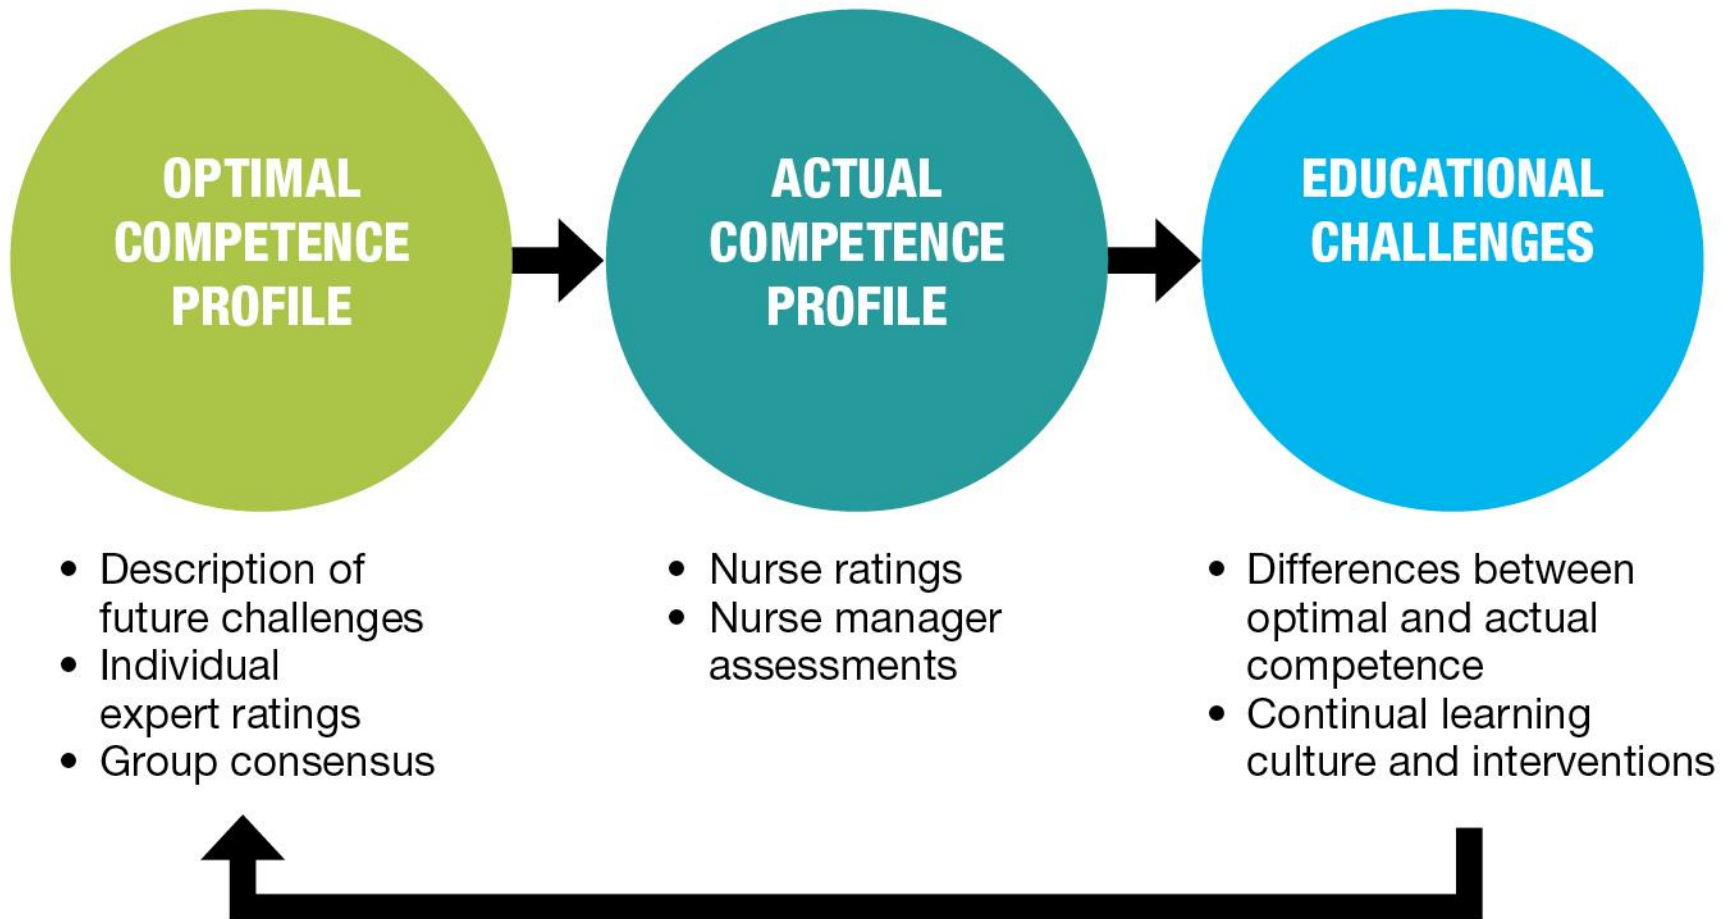 OPTIMAL
COMPETENCE
PROFILE
ACTUAL
COMPETENCE
PROFILE
EDUCATIONAL
CHALLENGES
• Description of
future challenges
• Individual
expert ratings
• Group consensus
• Nurse ratings
• Nurse manager
assessments
• Differences between
optimal and actual
competence
• Continual learning
culture and interventions